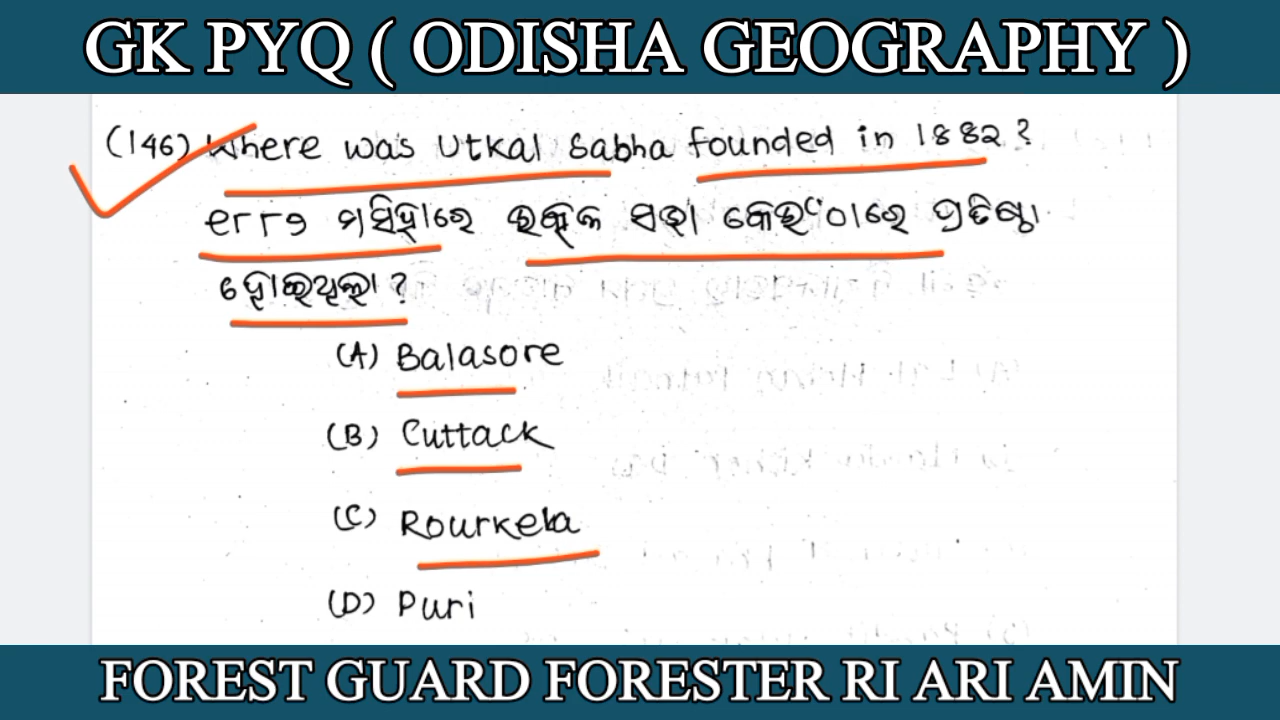 GK PYQ ( ODISHA GEOGRAPHY )
(146) Where was Utkal Sabha founded in 1882 ?
୧୮୮୨ ମସିହାରେ ଉତ୍କଳ ସଭା କେଉଁଠାରେ ପ୍ରତିଷ୍ଠା
ହୋଇଥିଲା ?
(A) Balasore
(B) Cuttack
(C) Rourkela
(D) Puri
FOREST GUARD FORESTER RI ARI AMIN